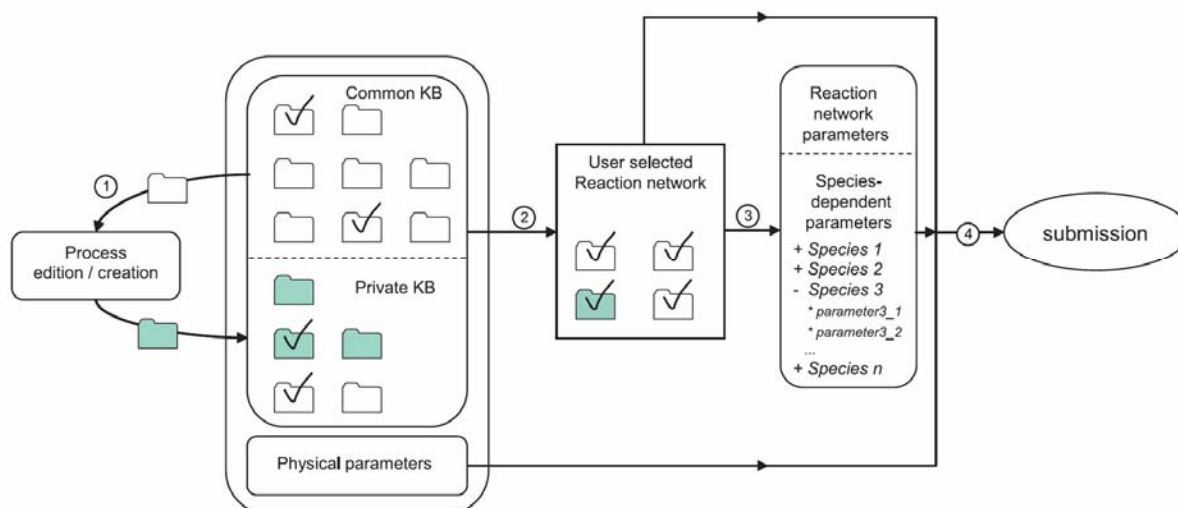 Common KB
1
Process
edition / creation
Private KB
Physical parameters
2
User selected
Reaction network
3
Reaction
network
parameters
Species-
dependent
parameters
+ Species 1
+ Species 2
- Species 3
* parameter3_1
* parameter3_2
...
+ Species n
4
submission